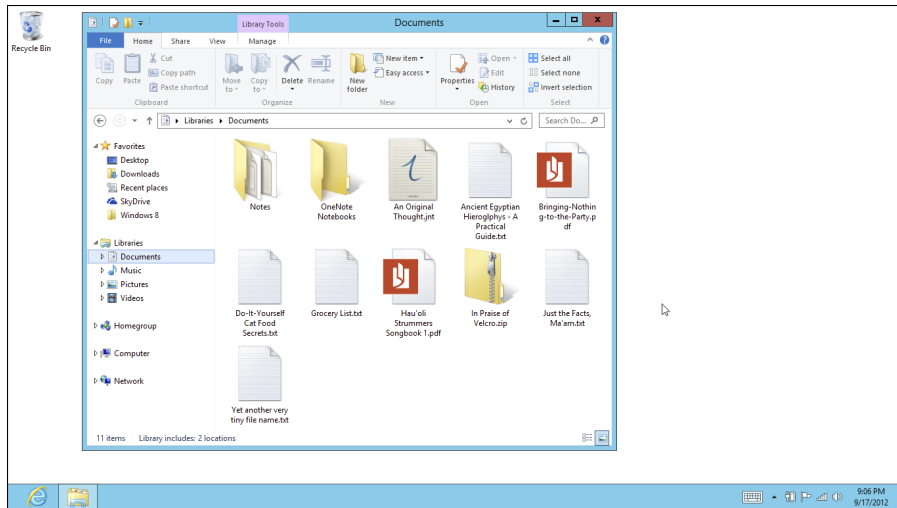 Recycle Bin
Library Tools
Documents
File Home Share View Manage
Copy
Paste
Cut
Copy path
Paste shortcut
Clipboard
Move to
Copy to
Delete
Rename
Organize
New folder
New item
Easy access
New
Properties
Open
Edit
History
Open
Select all
Select none
Invert selection
Select
Libraries Documents
Search Do...
Favorites
Desktop
Downloads
Recent places
SkyDrive
Windows 8
Libraries
Documents
Music
Pictures
Videos
Homegroup
Computer
Network
Notes
OneNote
Notebooks
An Original
Thought.jnt
Ancient Egyptian
Hieroglphys - A
Practical
Guide.txt
Bringing-Nothin
g-to-the-Party.p
df
Do-It-Yourself
Cat Food
Secrets.txt
Grocery List.txt
Hau'oli
Strummers
Songbook 1.pdf
In Praise of
Velcro.zip
Just the Facts,
Ma'am.txt
Yet another very
tiny file name.txt
11 items Library includes: 2 locations
9:06 PM
9/17/2012